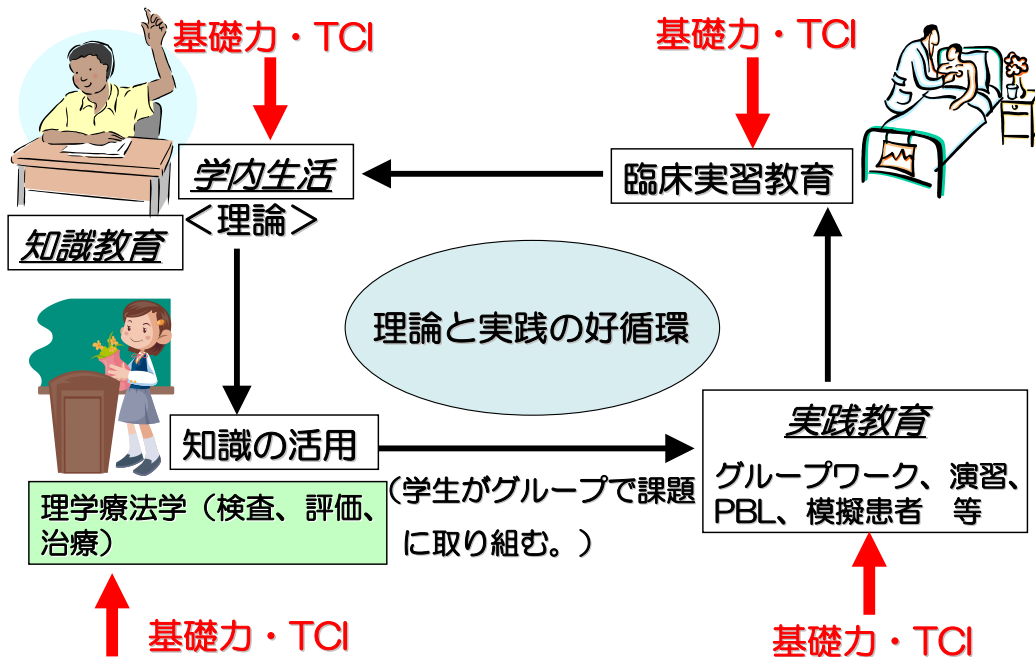 基礎力・TCI
基礎力・TCI
学内生活
＜理論＞
臨床実習教育
知識教育
理論と実践の好循環
知識の活用
実践教育
グループワーク、演習、
PBL、模擬患者　等
（学生がグループで課題
に取り組む。）
理学療法学（検査、評価、
治療）
基礎力・TCI
基礎力・TCI